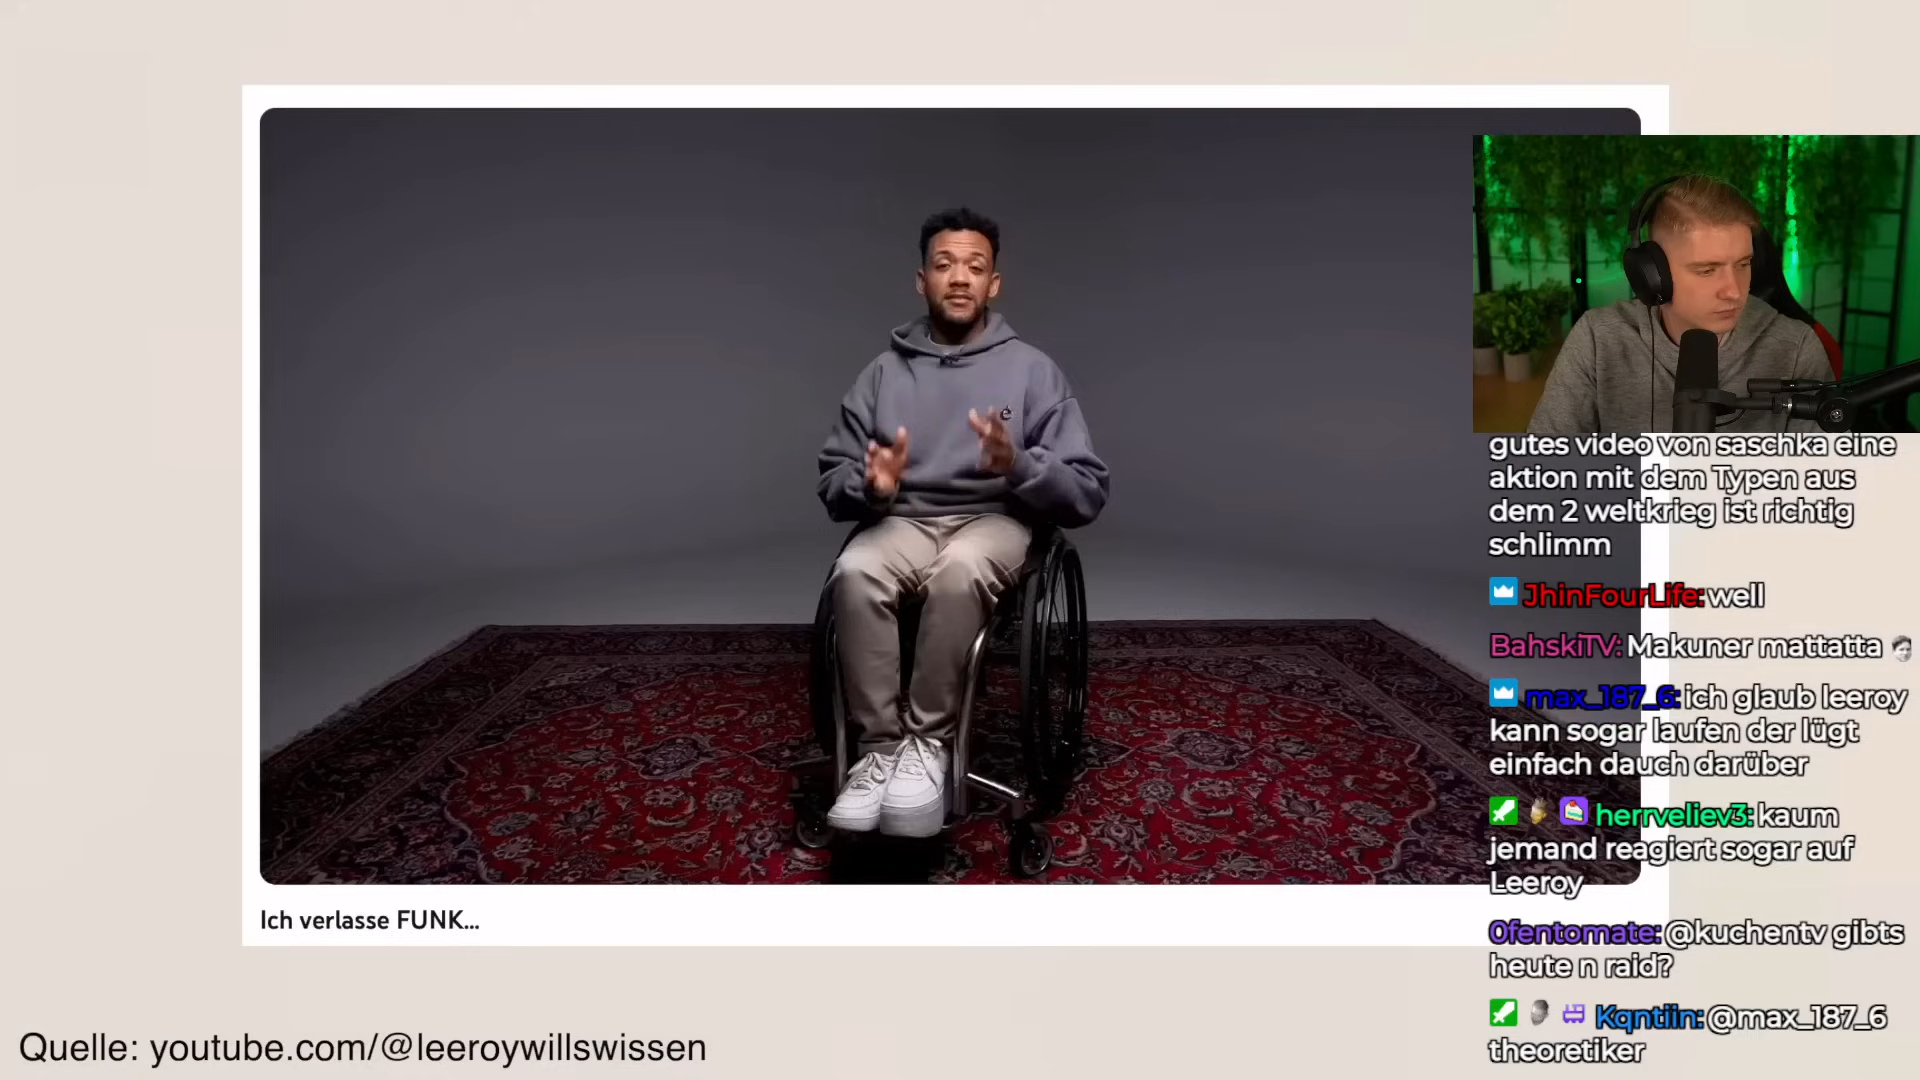 gutes video von saschka eine
aktion mit dem Typen aus
dem 2 weltkrieg ist richtig
schlimm
JhinFourLife: well
BahskiTV: Makuner mattatta
max_187_6: ich glaub leeroy
kann sogar laufen der lügt
einfach dauch darüber
herrveliev3: kaum
jemand reagiert sogar auf
Leeroy
0fentomate: @kuchentv gibts
heute n raid?
Kqntiin: @max_187_6
theoretiker
Ich verlasse FUNK...
Quelle: youtube.com/@leeroywillswissen